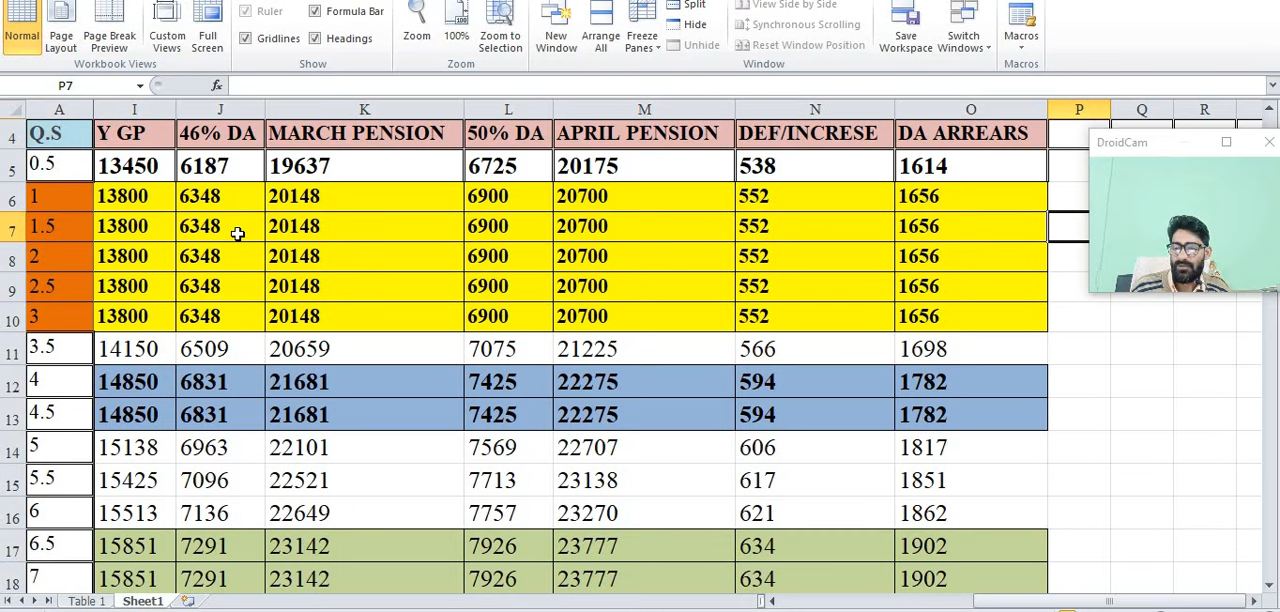 Ruler Formula Bar
Gridlines Headings
Normal Page Layout Page Break Preview Custom Views Full Screen
Zoom 100% Zoom to Selection
New Window Arrange All Freeze Panes
Split
Hide
Unhide
View Side by Side
Synchronous Scrolling
Reset Window Position
Save Workspace Switch Windows
Macros
Workbook Views Show Zoom Window Macros
P7 fx
A I J K L M N O P Q R
4 Q.S Y GP 46% DA MARCH PENSION 50% DA APRIL PENSION DEF/INCRESE DA ARREARS
DroidCam
5 0.5 13450 6187 19637 6725 20175 538 1614
6 1 13800 6348 20148 6900 20700 552 1656
7 1.5 13800 6348 20148 6900 20700 552 1656
8 2 13800 6348 20148 6900 20700 552 1656
9 2.5 13800 6348 20148 6900 20700 552 1656
10 3 13800 6348 20148 6900 20700 552 1656
11 3.5 14150 6509 20659 7075 21225 566 1698
12 4 14850 6831 21681 7425 22275 594 1782
13 4.5 14850 6831 21681 7425 22275 594 1782
14 5 15138 6963 22101 7569 22707 606 1817
15 5.5 15425 7096 22521 7713 23138 617 1851
16 6 15513 7136 22649 7757 23270 621 1862
17 6.5 15851 7291 23142 7926 23777 634 1902
18 7 15851 7291 23142 7926 23777 634 1902
Table 1 Sheet1